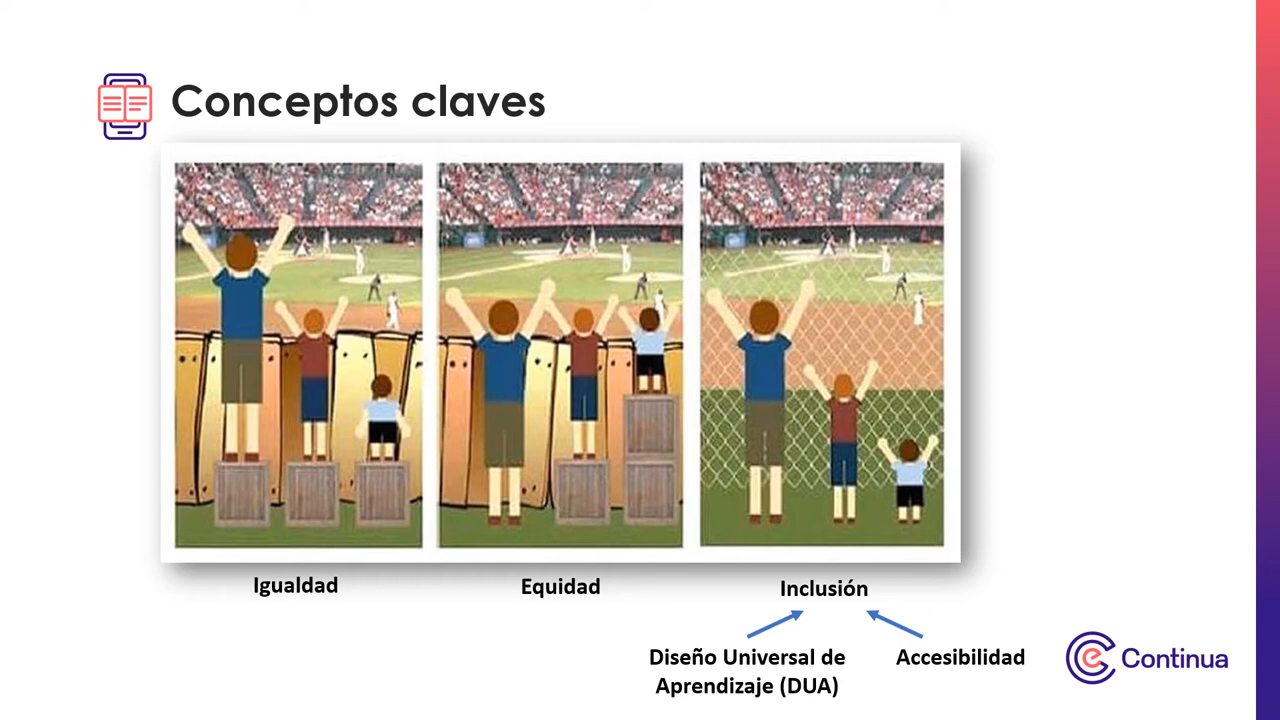 Conceptos claves
Igualdad
Equidad
Inclusión
Diseño Universal de
Aprendizaje (DUA)
Accesibilidad
e Continua